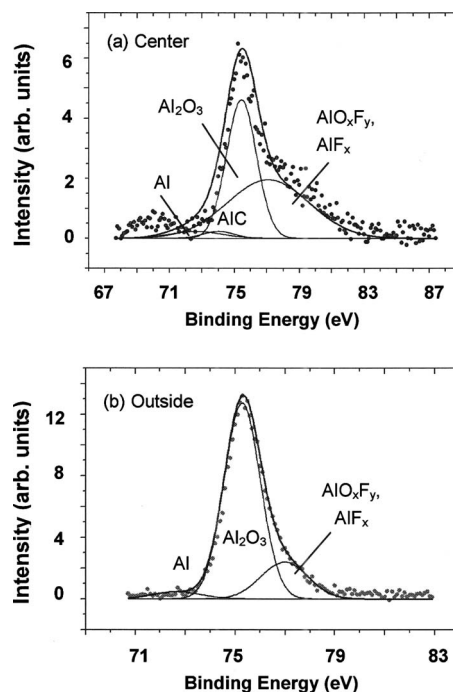 (a) Center
Intensity (arb. units)
6
4
2
0
Al₂O₃
AlOₓFᵧ,
AlFₓ
Al
AlC
67 71 75 79 83 87
Binding Energy (eV)
(b) Outside
Intensity (arb. units)
12
8
4
0
AlOₓFᵧ,
AlFₓ
Al₂O₃
Al
71 75 79 83
Binding Energy (eV)